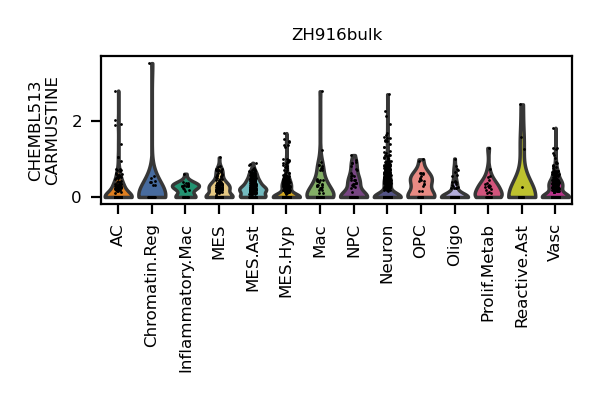 ZH916bulk
CHEMBL513
CARMUSTINE
2
0
AC
Chromatin.Reg
Inflammatory.Mac
MES
MES.Ast
MES.Hyp
Mac
NPC
Neuron
OPC
Oligo
Prolif.Metab
Reactive.Ast
Vasc